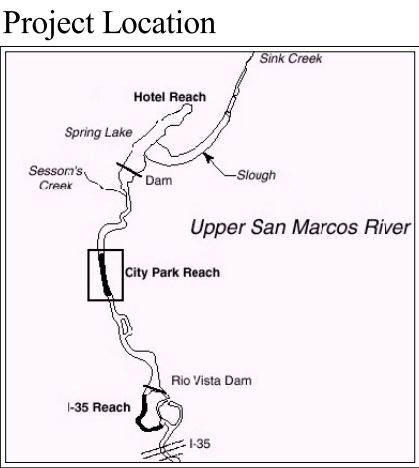 Project Location
Sink Creek
Hotel Reach
Spring Lake
Sessom's
Creek
Dam
Slough
Upper San Marcos River
City Park Reach
Rio Vista Dam
I-35 Reach
I-35